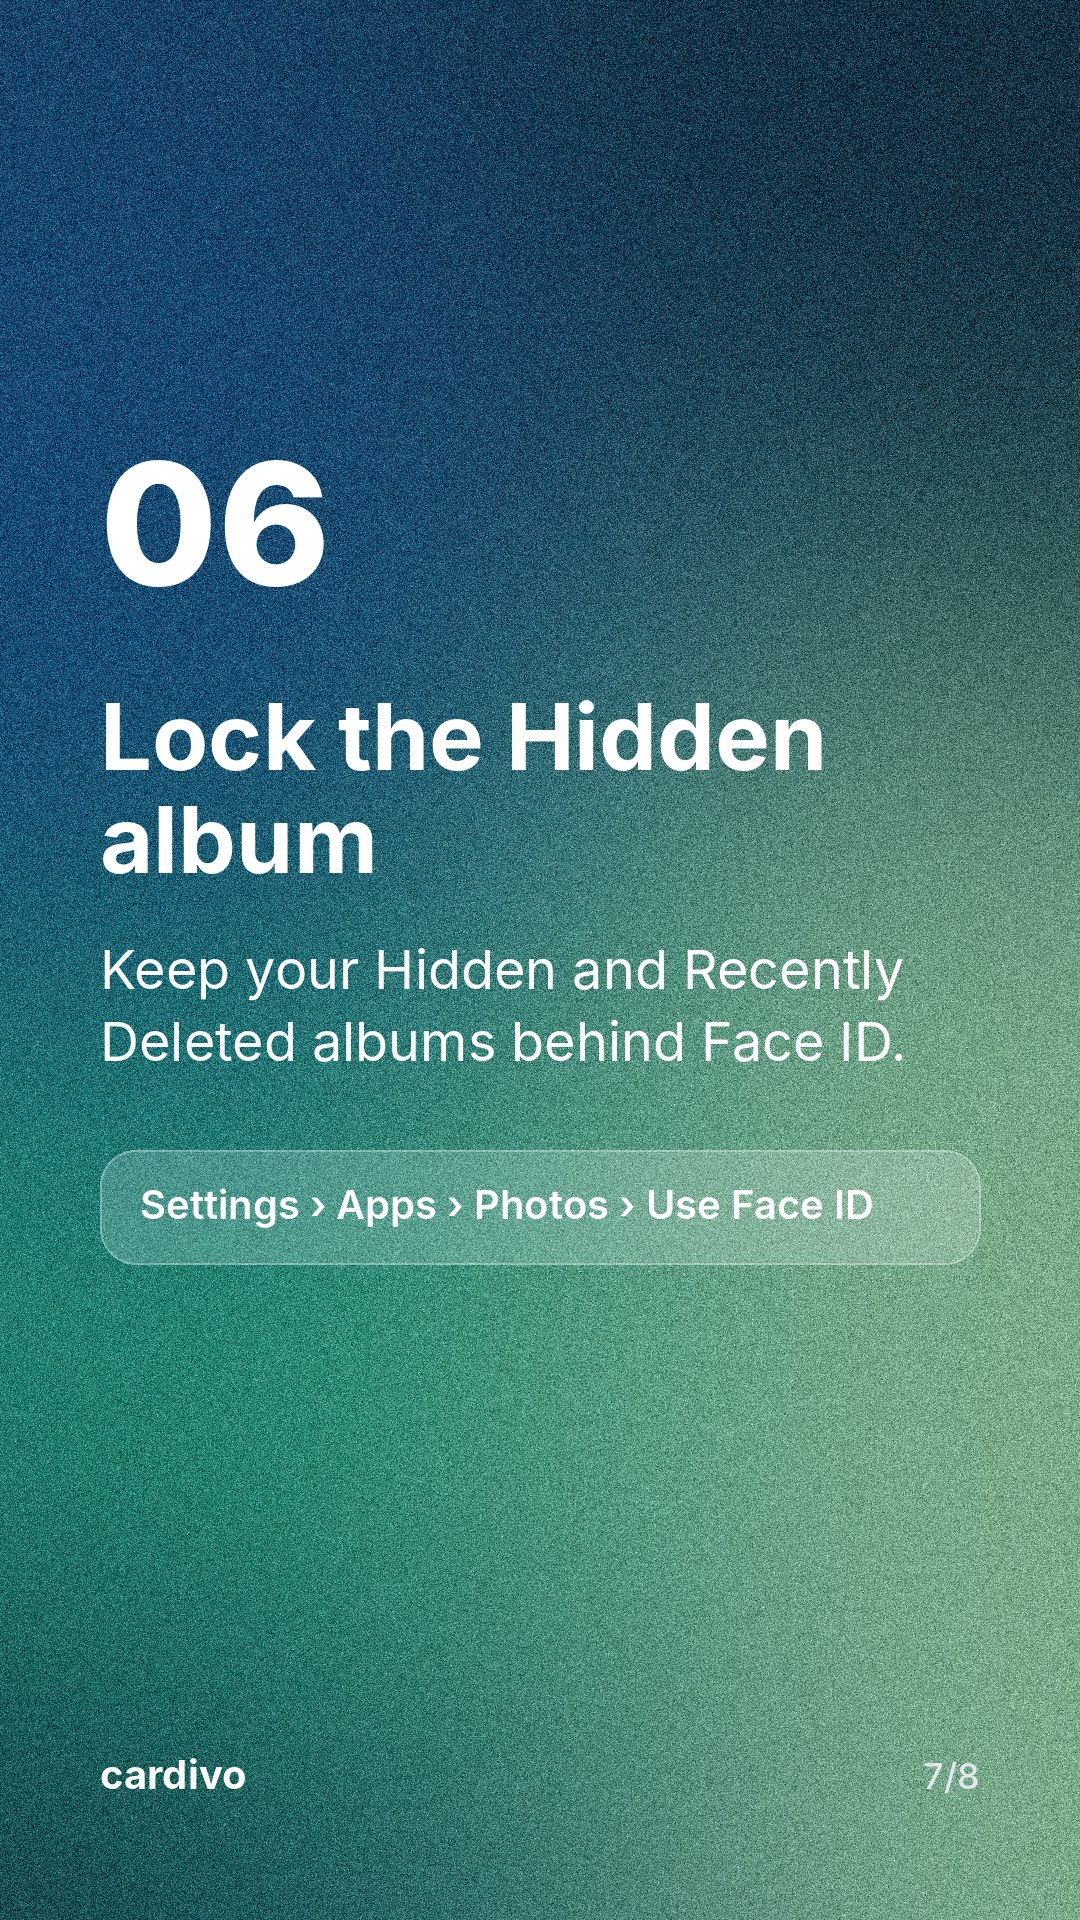 06
Lock the Hidden
album
Keep your Hidden and Recently
Deleted albums behind Face ID.
Settings › Apps › Photos › Use Face ID
cardivo
7/8